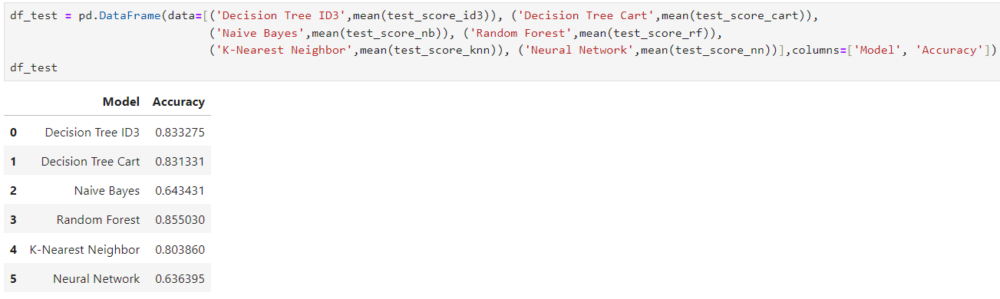 df_test = pd.DataFrame(data=[('Decision Tree ID3',mean(test_score_id3)), ('Decision Tree Cart',mean(test_score_cart)),
('Naive Bayes',mean(test_score_nb)), ('Random Forest',mean(test_score_rf)),
('K-Nearest Neighbor',mean(test_score_knn)), ('Neural Network',mean(test_score_nn))],columns=['Model', 'Accuracy'])
df_test
Model Accuracy
0 Decision Tree ID3 0.833275
1 Decision Tree Cart 0.831331
2 Naive Bayes 0.643431
3 Random Forest 0.855030
4 K-Nearest Neighbor 0.803860
5 Neural Network 0.636395